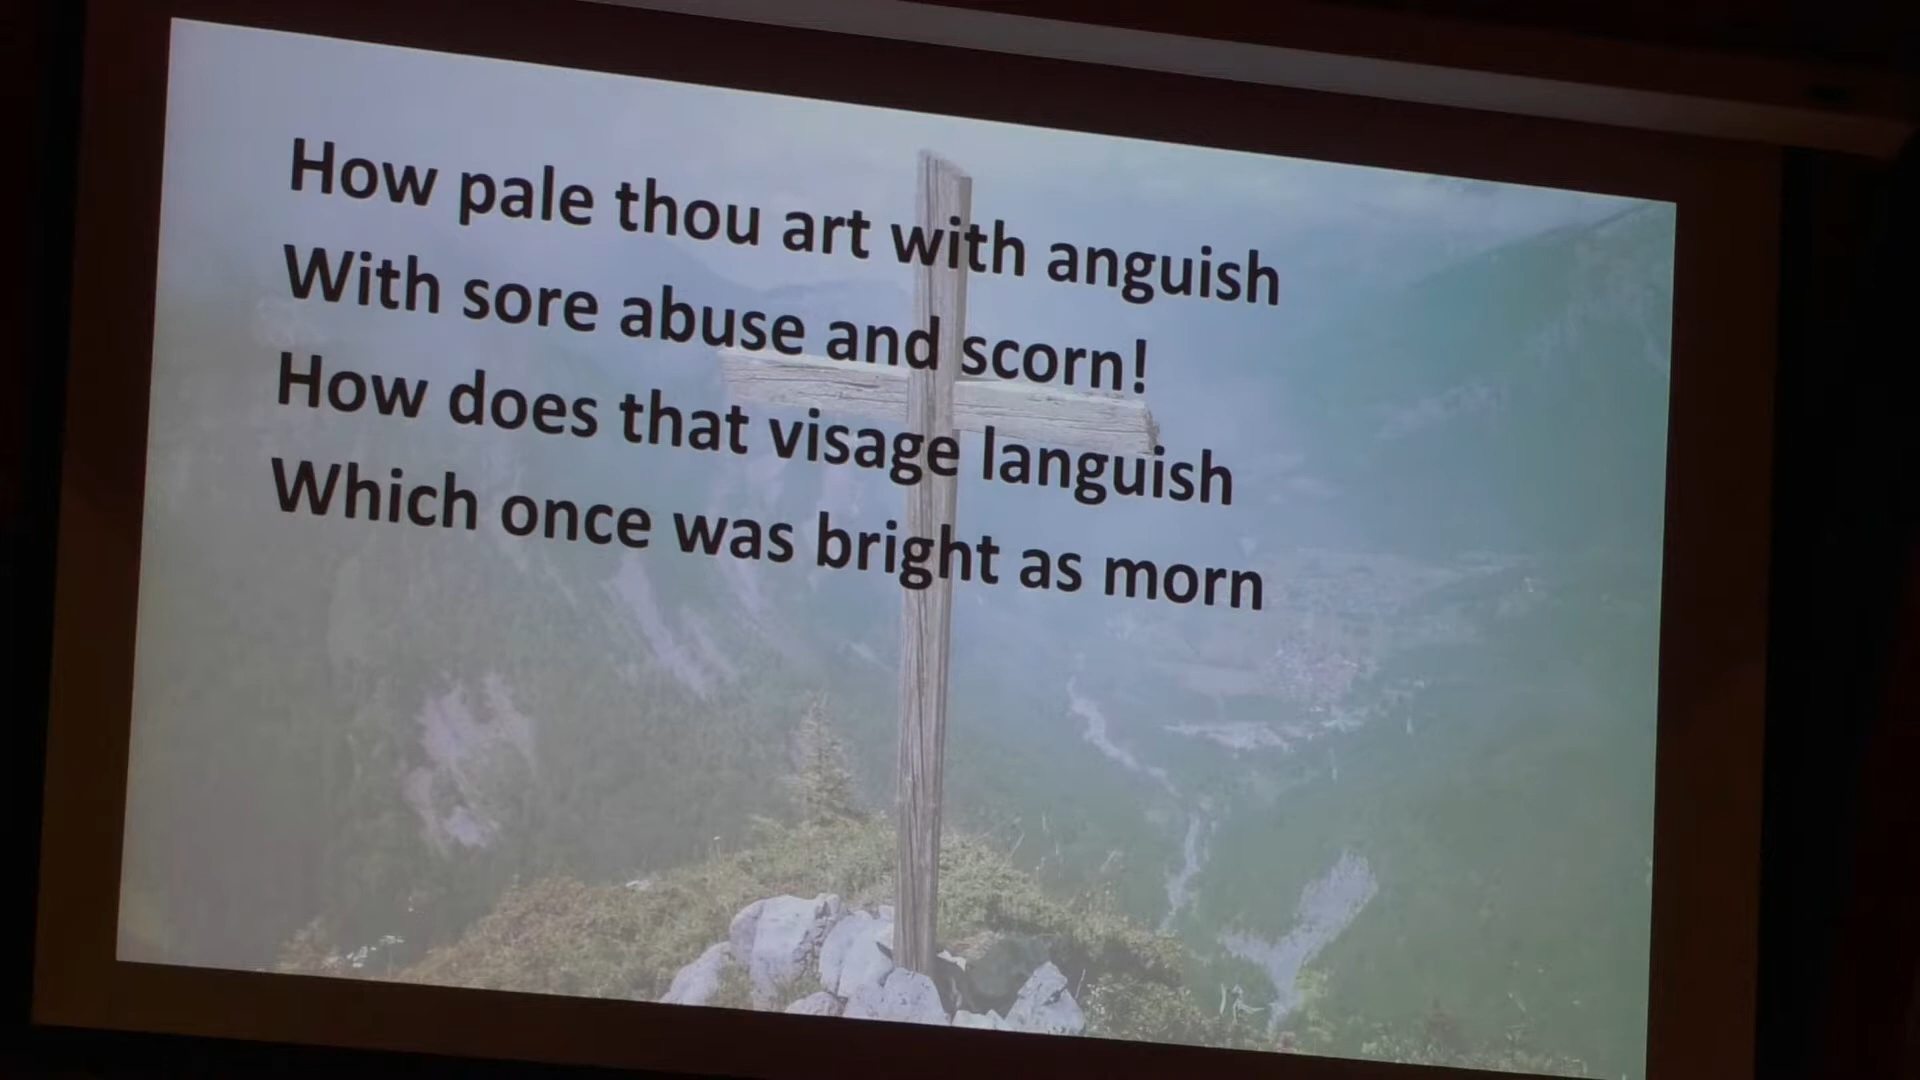 How pale thou art with anguish
With sore abuse and scorn!
How does that visage languish
Which once was bright as morn